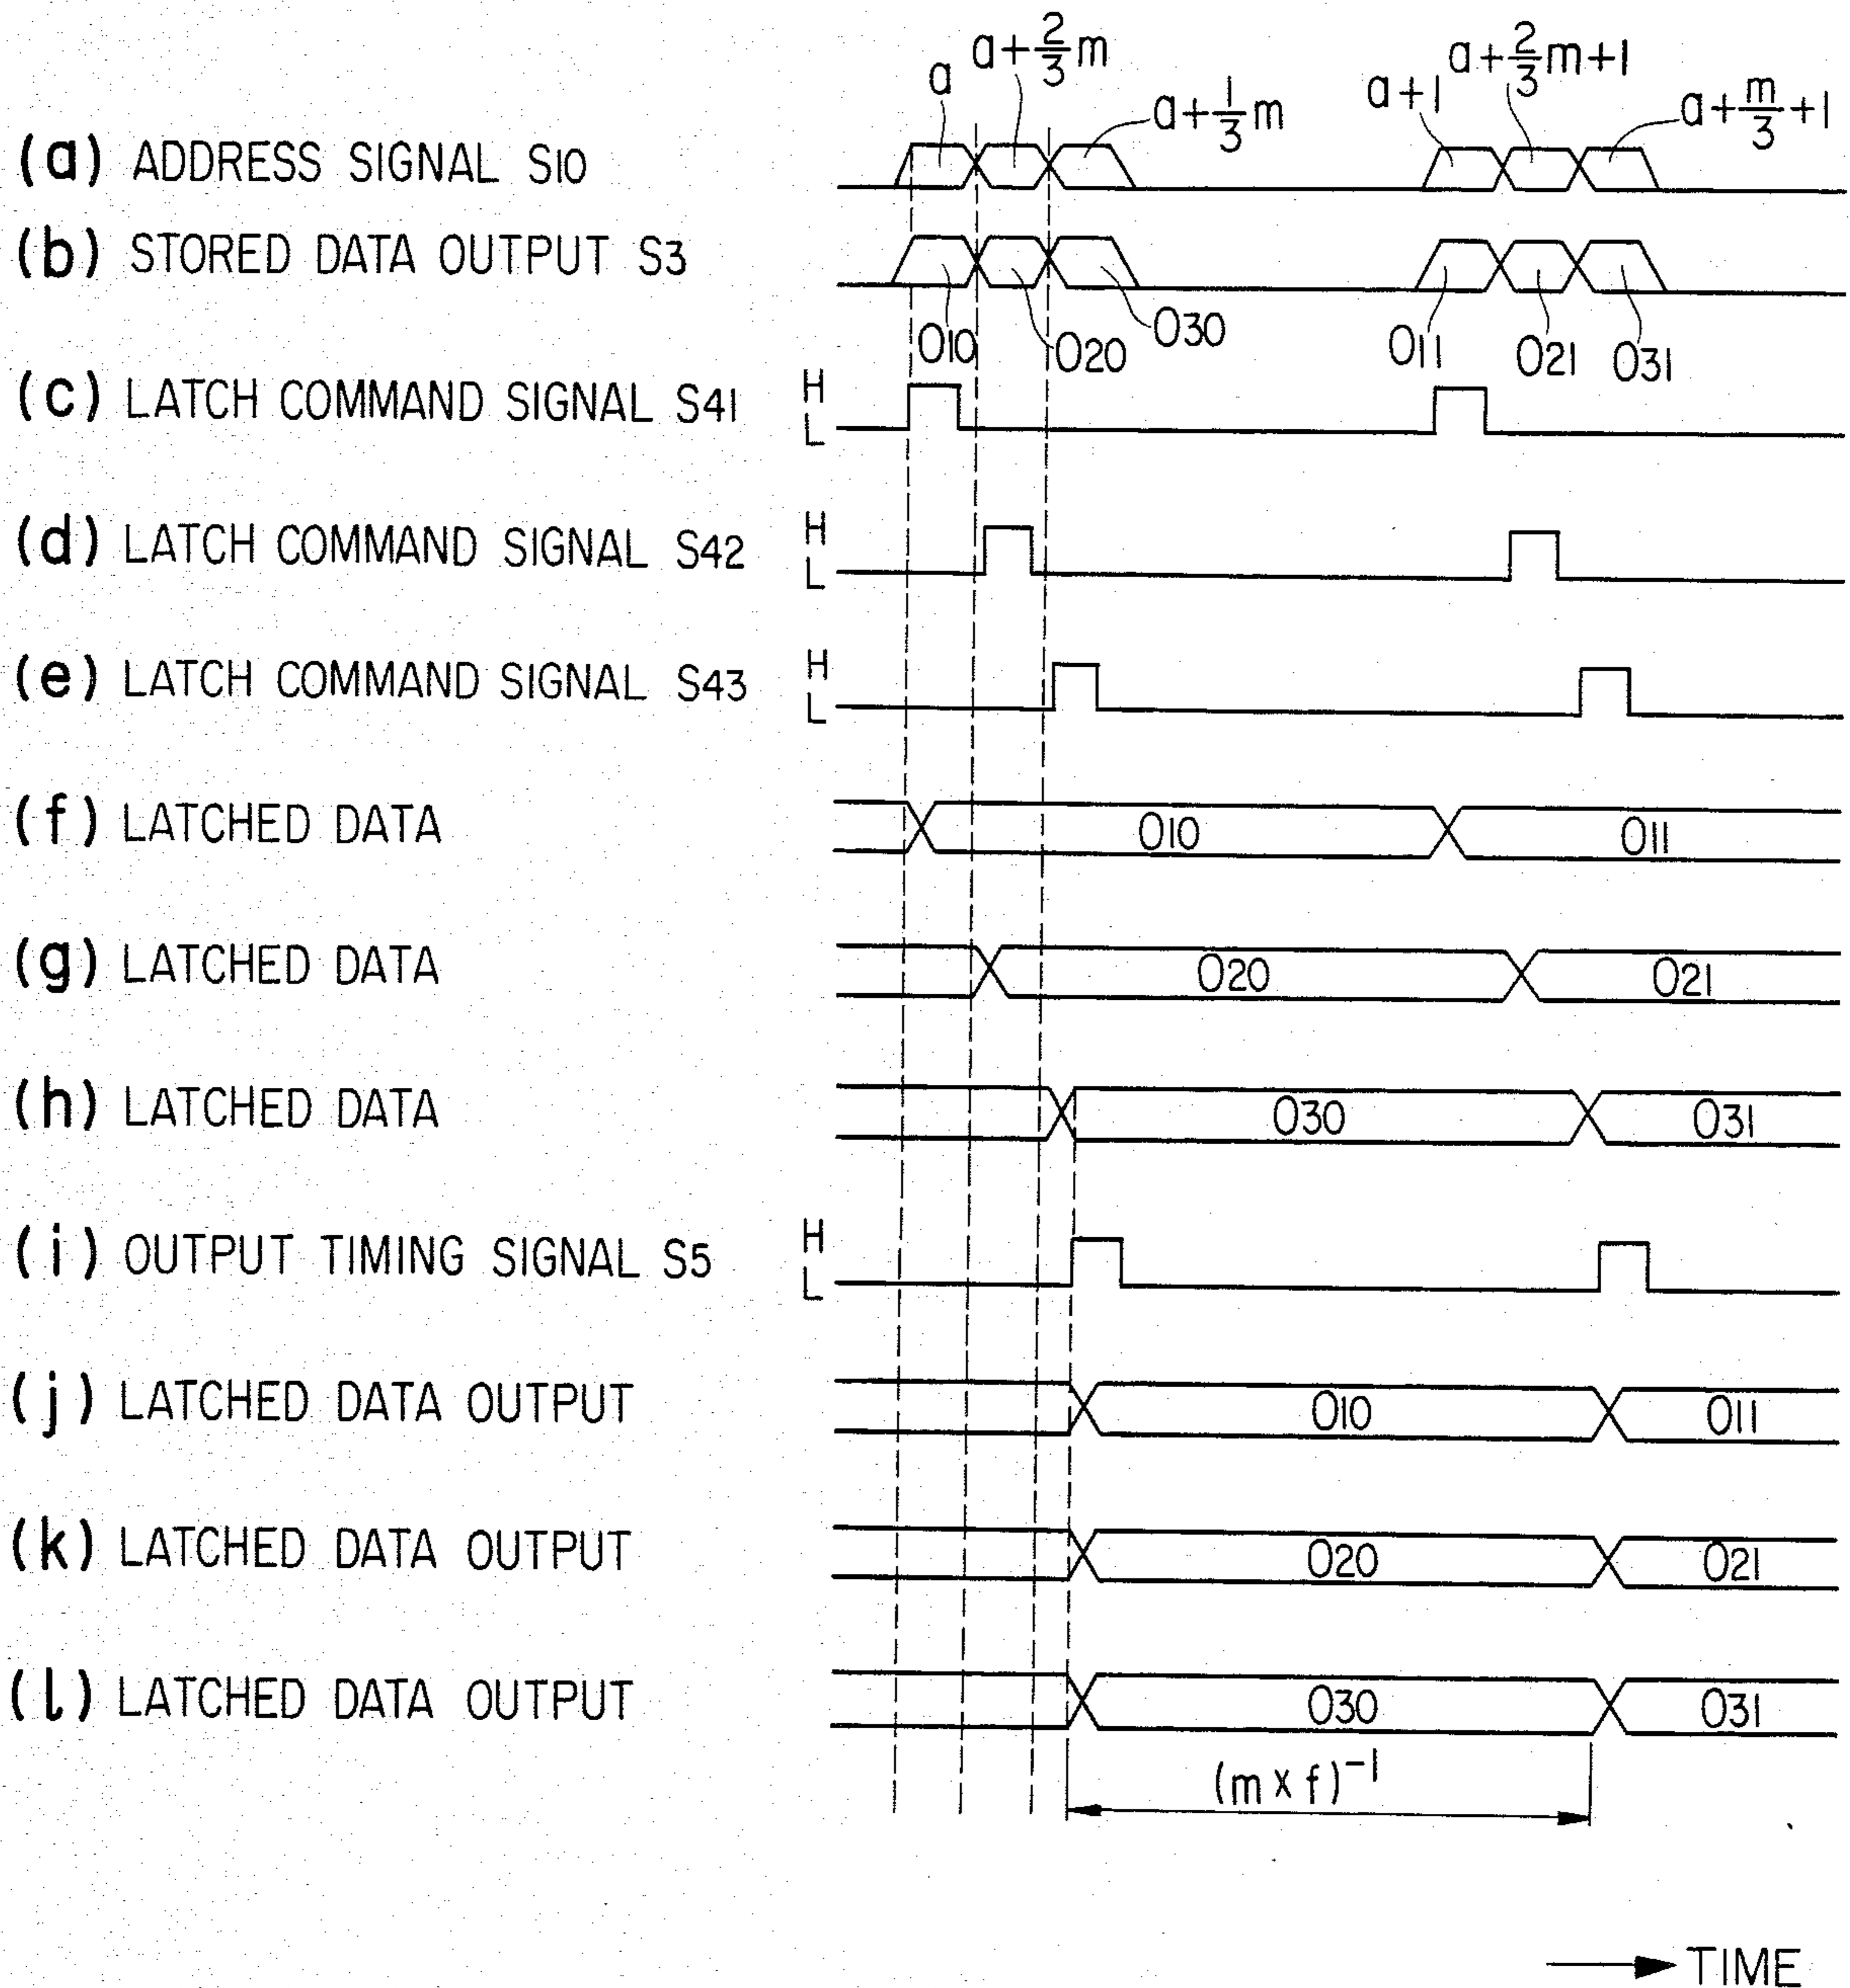 a a+2/3m a+1/3m a+1 a+2/3m+1 a+m/3+1
(a) ADDRESS SIGNAL S10
(b) STORED DATA OUTPUT S3
O10 O20 O30 O11 O21 O31
(c) LATCH COMMAND SIGNAL S41 H L
(d) LATCH COMMAND SIGNAL S42 H L
(e) LATCH COMMAND SIGNAL S43 H L
(f) LATCHED DATA O10 O11
(g) LATCHED DATA O20 O21
(h) LATCHED DATA O30 O31
(i) OUTPUT TIMING SIGNAL S5 H L
(j) LATCHED DATA OUTPUT O10 O11
(k) LATCHED DATA OUTPUT O20 O21
(l) LATCHED DATA OUTPUT O30 O31
(m x f)⁻¹
TIME